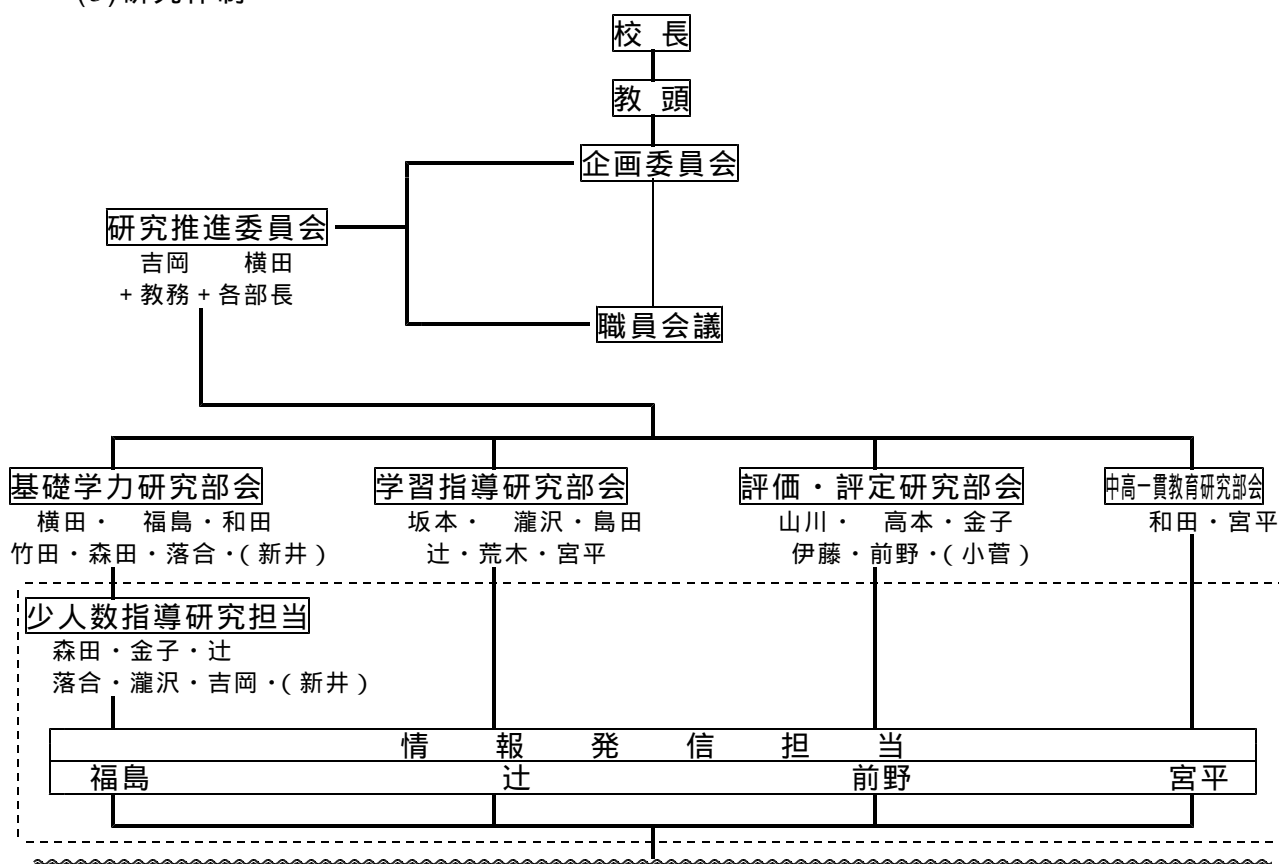 (3)研究体制
校 長
教 頭
企画委員会
研究推進委員会
吉岡 横田
+教務+各部長
職員会議
基礎学力研究部会 学習指導研究部会 評価・評定研究部会 中高一貫教育研究部会
横田・ 福島・和田 坂本・ 瀧沢・島田 山川・ 高本・金子 和田・宮平
竹田・森田・落合・(新井) 辻・荒木・宮平 伊藤・前野・(小菅)
少人数指導研究担当
森田・金子・辻
落合・瀧沢・吉岡・(新井)
情 報 発 信 担 当
福島 辻 前野 宮平